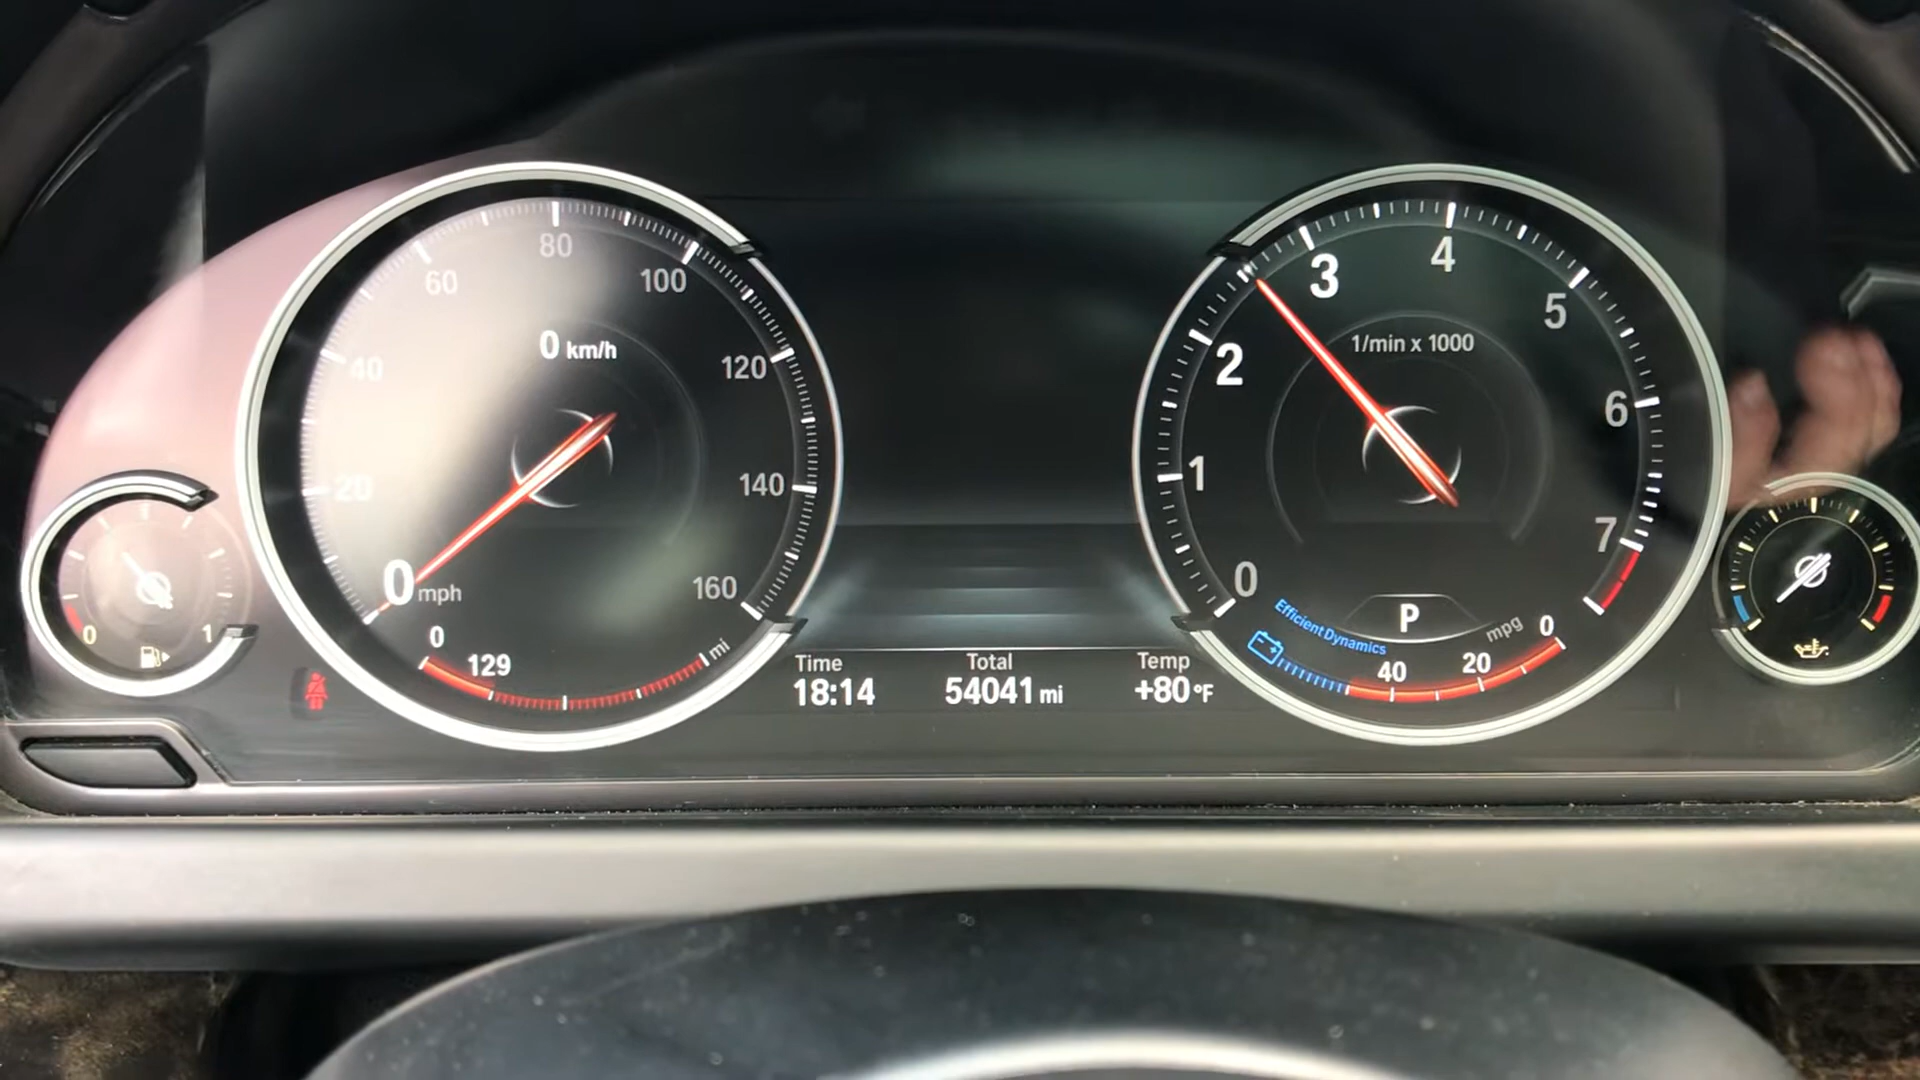 20
40
60
80
100
120
140
160
0 km/h
0 mph
0
129
mi
0
1
Time
18:14
Total
54041 mi
Temp
+80 °F
0
1
2
3
4
5
6
7
1/min x 1000
P
Efficient Dynamics
40
20
0
mpg